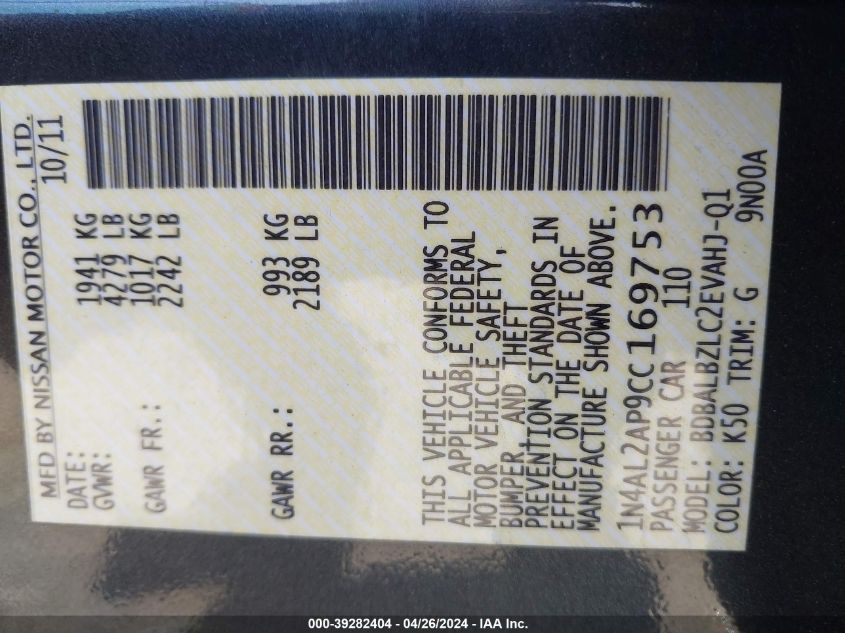 MFD BY NISSAN MOTOR CO., LTD.
DATE: 10/11
GVWR: 1941 KG
4279 LB
GAWR FR.: 1017 KG
2242 LB
GAWR RR.: 993 KG
2189 LB
THIS VEHICLE CONFORMS TO
ALL APPLICABLE FEDERAL
MOTOR VEHICLE SAFETY,
BUMPER, AND THEFT
PREVENTION STANDARDS IN
EFFECT ON THE DATE OF
MANUFACTURE SHOWN ABOVE.
1N4AL2AP9CC169753
PASSENGER CAR 110
MODEL: BDBALBZLC2EVAHJ-Q1
COLOR: K50 TRIM: G 9N00A
000-39282404 - 04/26/2024 - IAA Inc.